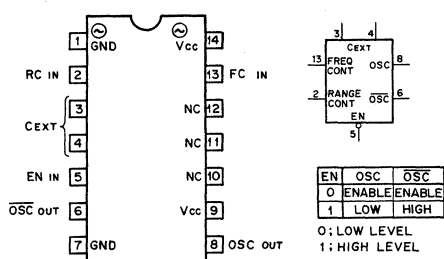 1 GND Vcc 14
RC IN 2 13 FC IN
CEXT 3 NC 12
4 NC 11
EN IN 5 NC 10
OSC OUT 6 Vcc 9
7 GND 8 OSC OUT
3 4
CEXT
13 FREQ CONT OSC 8
2 RANGE CONT OSC 6
EN
5
EN OSC OSC
0 ENABLE ENABLE
1 LOW HIGH
0; LOW LEVEL
1; HIGH LEVEL